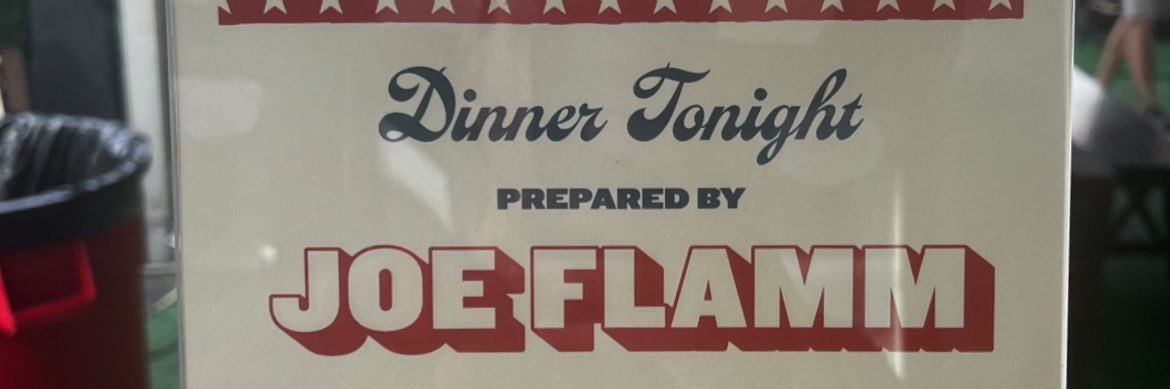 Dinner Tonight
PREPARED BY
JOE FLAMM